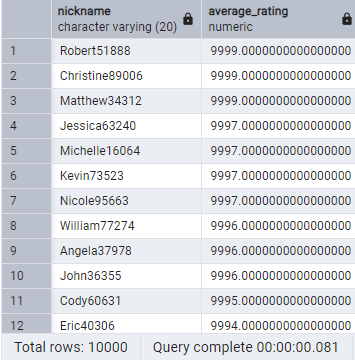 nickname average_rating
character varying (20) numeric
1 Robert51888 9999.0000000000000000
2 Christine89006 9999.0000000000000000
3 Matthew34312 9999.0000000000000000
4 Jessica63240 9997.0000000000000000
5 Michelle16064 9997.0000000000000000
6 Kevin73523 9997.0000000000000000
7 Nicole95663 9997.0000000000000000
8 William77274 9996.0000000000000000
9 Angela37978 9996.0000000000000000
10 John36355 9996.0000000000000000
11 Cody60631 9995.0000000000000000
12 Eric40306 9994.0000000000000000
Total rows: 10000 Query complete 00:00:00.081